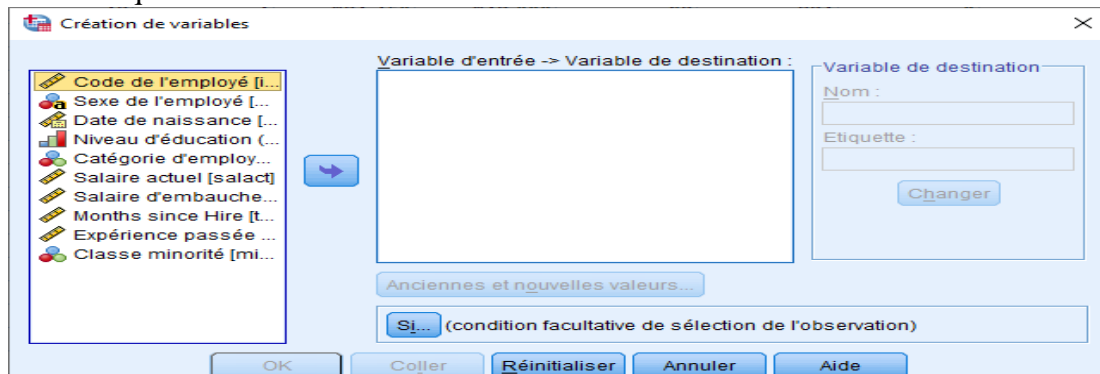 Création de variables
Code de l'employé [i...
Sexe de l'employé [...
Date de naissance [...
Niveau d'éducation (...
Catégorie d'employ...
Salaire actuel [salact]
Salaire d'embauche...
Months since Hire [t...
Expérience passée ...
Classe minorité [mi...
Variable d'entrée -> Variable de destination :
Variable de destination
Nom :
Etiquette :
Changer
Anciennes et nouvelles valeurs...
Si... (condition facultative de sélection de l'observation)
OK Coller Réinitialiser Annuler Aide